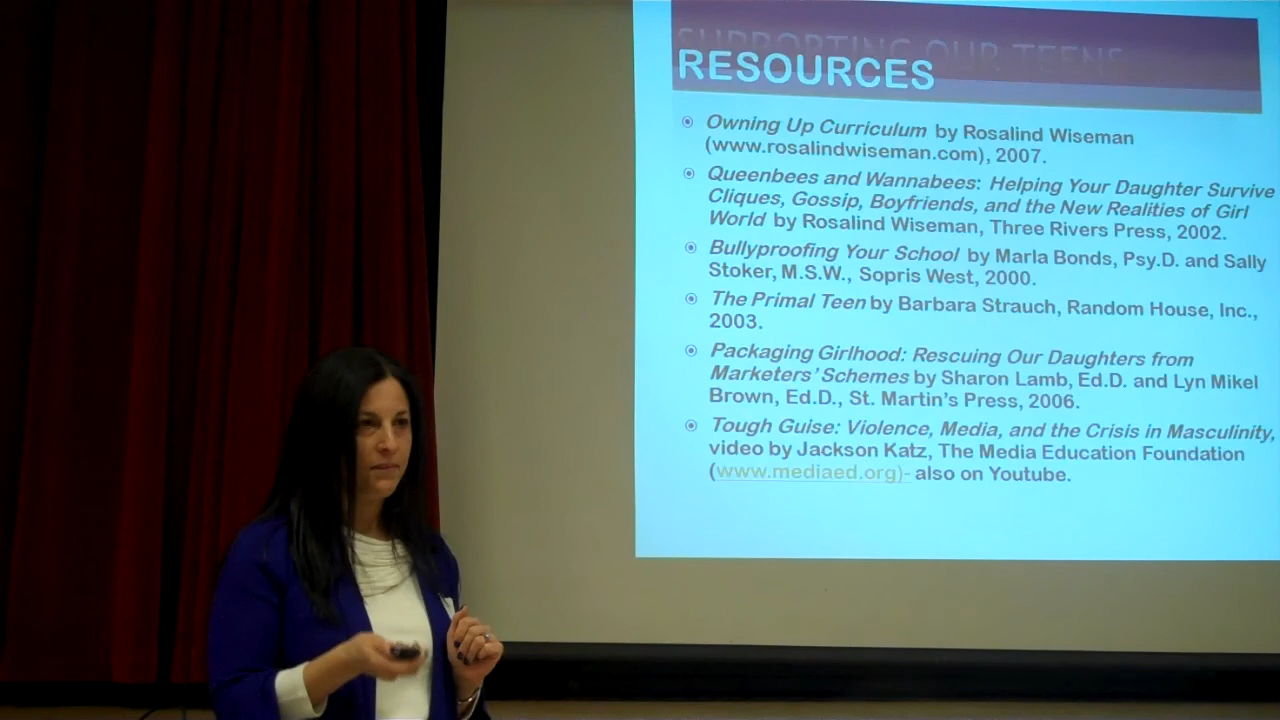 SUPPORTING OUR TEENS
RESOURCES
Owning Up Curriculum by Rosalind Wiseman
(www.rosalindwiseman.com), 2007.
Queenbees and Wannabees: Helping Your Daughter Survive
Cliques, Gossip, Boyfriends, and the New Realities of Girl
World by Rosalind Wiseman, Three Rivers Press, 2002.
Bullyproofing Your School by Marla Bonds, Psy.D. and Sally
Stoker, M.S.W., Sopris West, 2000.
The Primal Teen by Barbara Strauch, Random House, Inc.,
2003.
Packaging Girlhood: Rescuing Our Daughters from
Marketers' Schemes by Sharon Lamb, Ed.D. and Lyn Mikel
Brown, Ed.D., St. Martin's Press, 2006.
Tough Guise: Violence, Media, and the Crisis in Masculinity,
video by Jackson Katz, The Media Education Foundation
(www.mediaed.org)- also on Youtube.